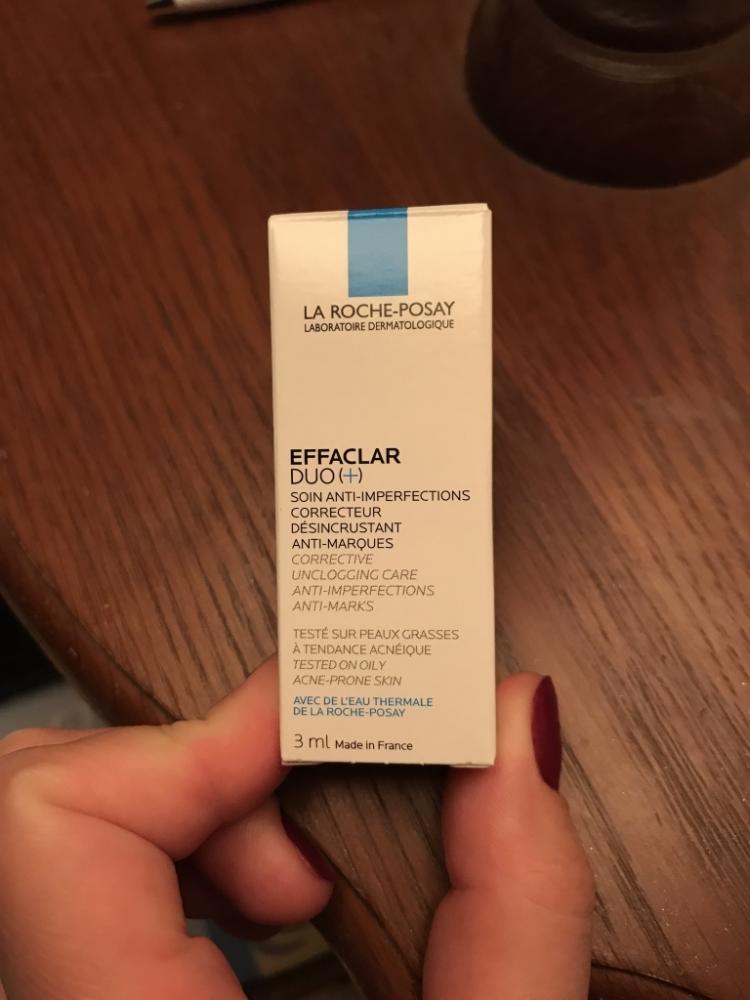 LA ROCHE-POSAY
LABORATOIRE DERMATOLOGIQUE
EFFACLAR
DUO(+)
SOIN ANTI-IMPERFECTIONS
CORRECTEUR
DÉSINCRUSTANT
ANTI-MARQUES
CORRECTIVE
UNCLOGGING CARE
ANTI-IMPERFECTIONS
ANTI-MARKS
TESTÉ SUR PEAUX GRASSES
À TENDANCE ACNÉIQUE
TESTED ON OILY
ACNE-PRONE SKIN
AVEC DE L'EAU THERMALE
DE LA ROCHE-POSAY
3 ml Made in France